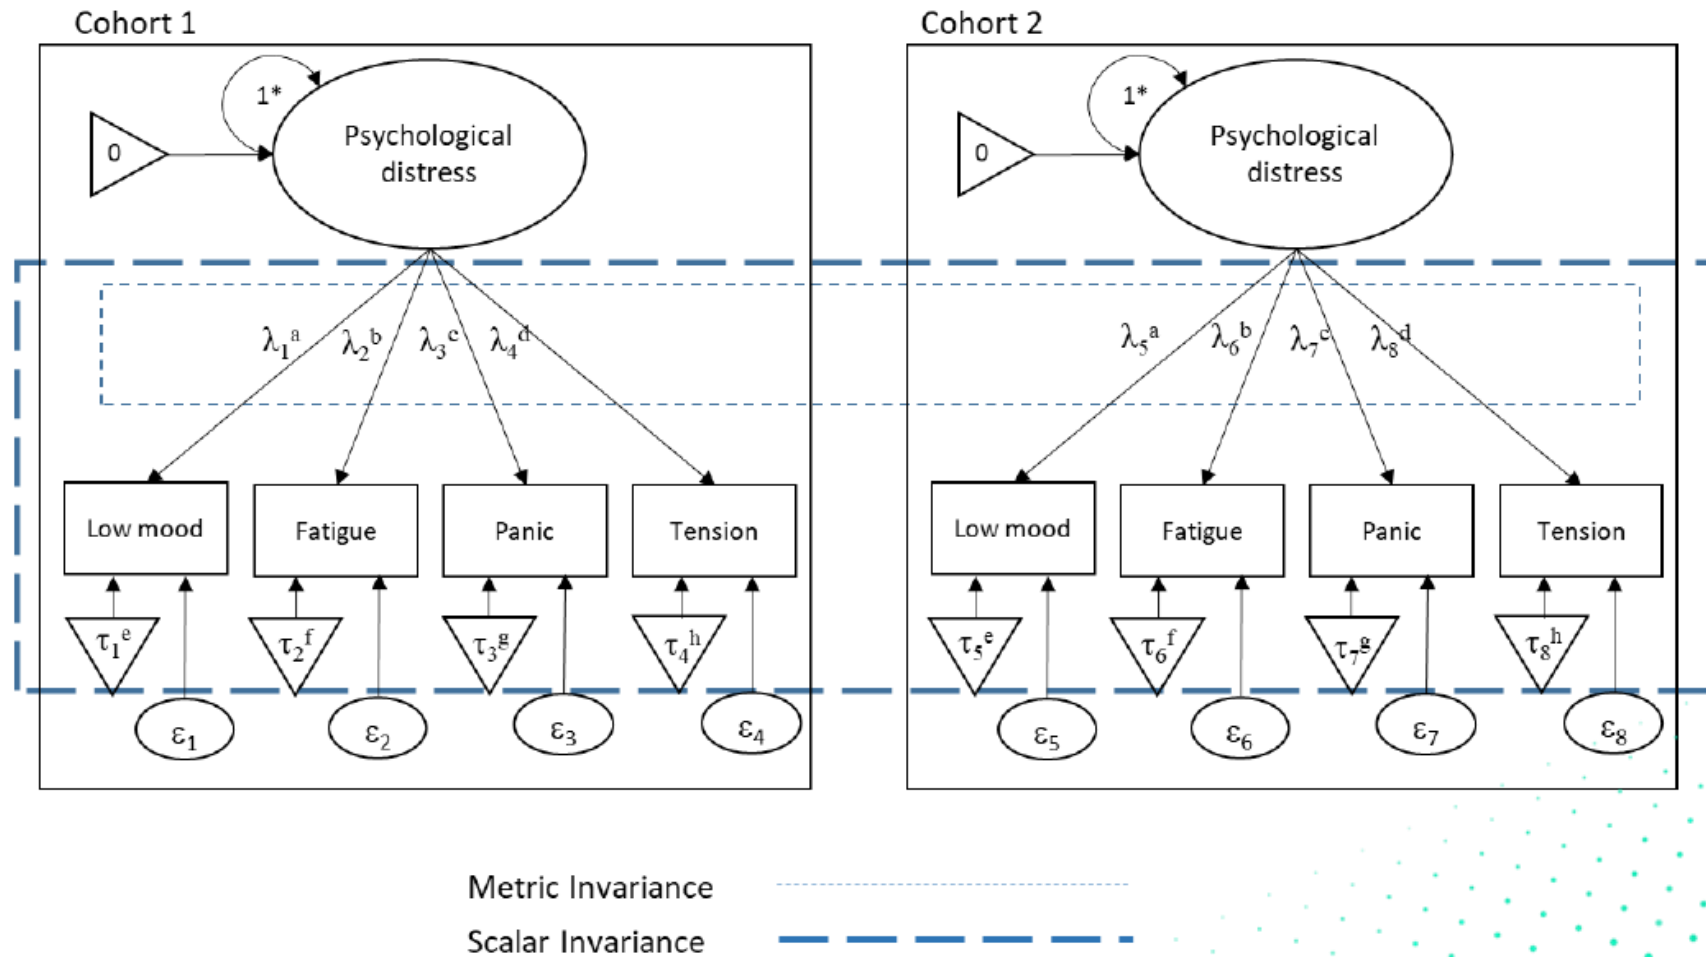 Cohort 1
Cohort 2
1*
1*
0
Psychological
distress
0
Psychological
distress
λ₁ᵃ λ₂ᵇ λ₃ᶜ λ₄ᵈ
λ₅ᵃ λ₆ᵇ λ₇ᶜ λ₈ᵈ
Low mood Fatigue Panic Tension
Low mood Fatigue Panic Tension
τ₁ᵉ τ₂ᶠ τ₃ᵍ τ₄ʰ
τ₅ᵉ τ₆ᶠ τ₇ᵍ τ₈ʰ
ε₁ ε₂ ε₃ ε₄
ε₅ ε₆ ε₇ ε₈
Metric Invariance
Scalar Invariance